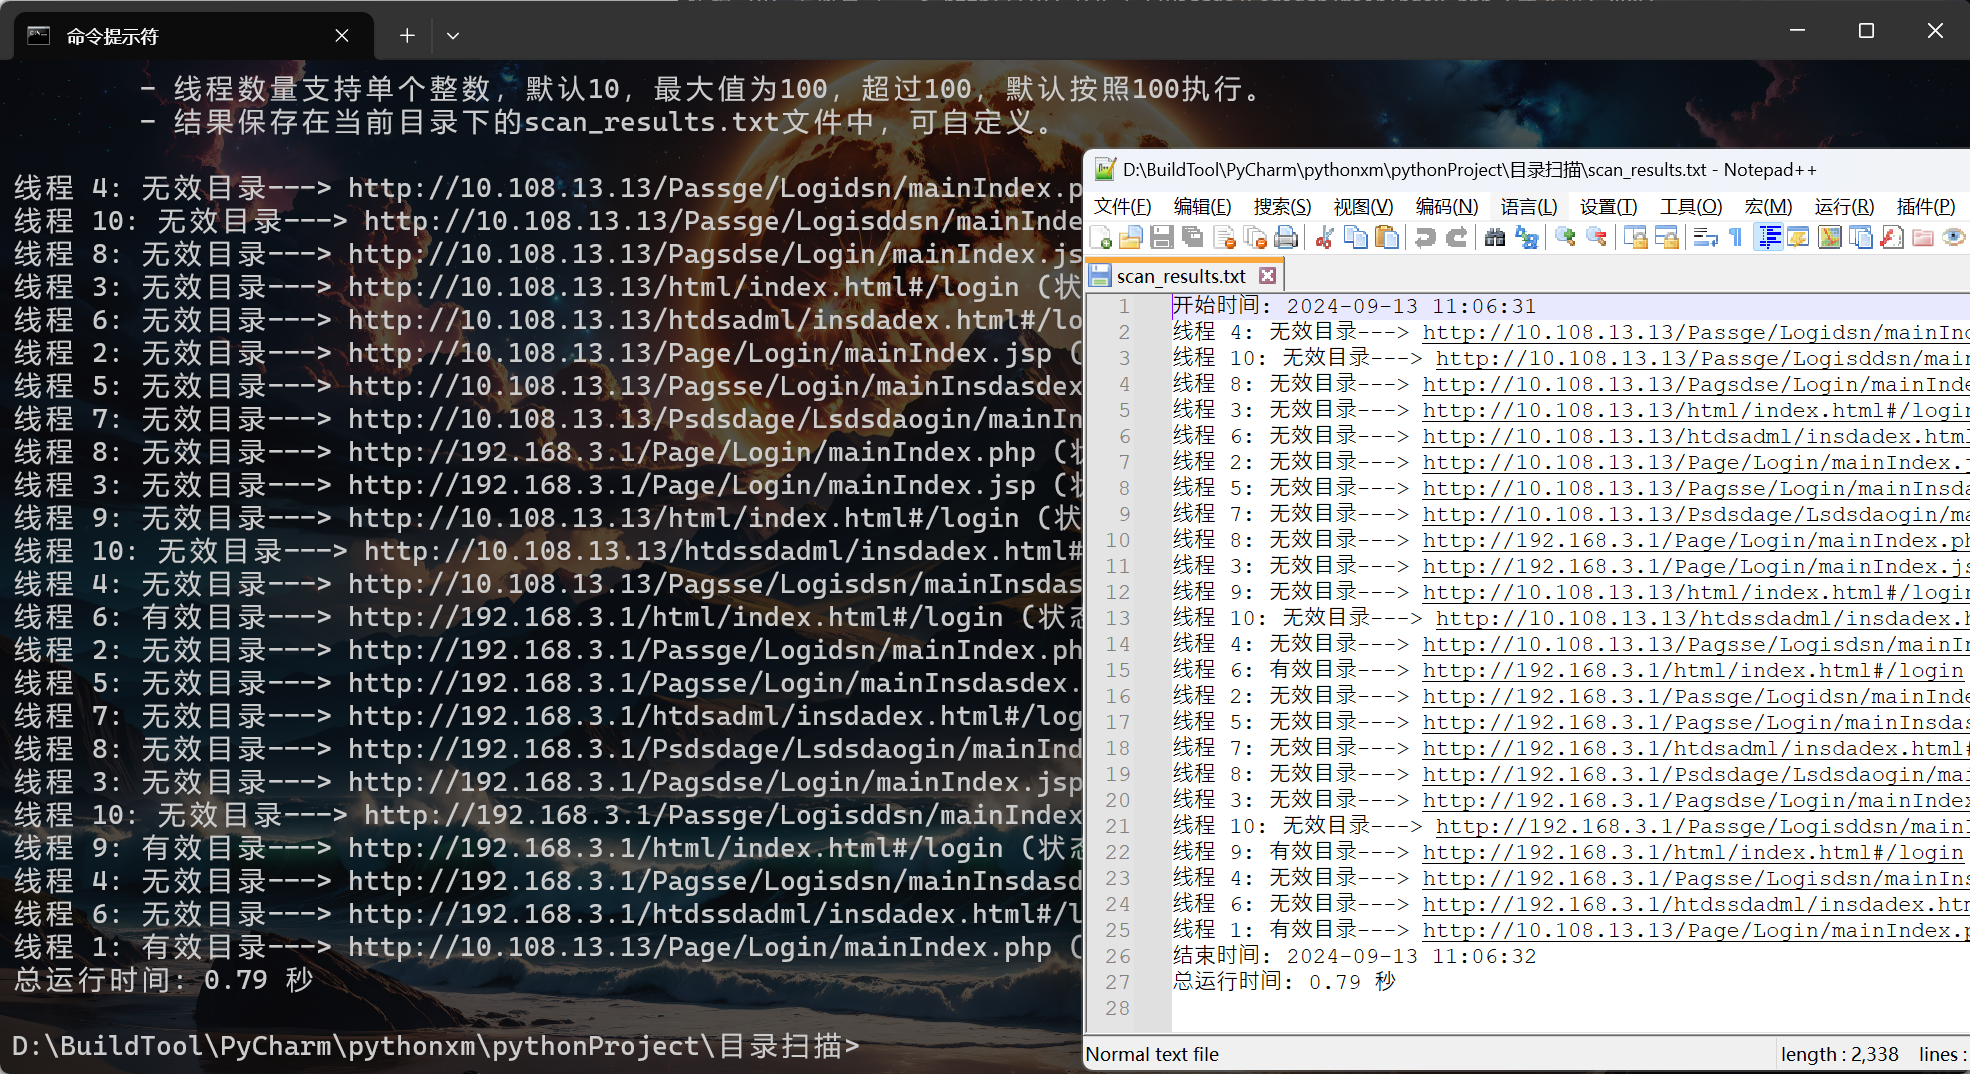 命令提示符
- 线程数量支持单个整数，默认10，最大值为100，超过100，默认按照100执行。
- 结果保存在当前目录下的scan_results.txt文件中，可自定义。
线程 4: 无效目录---> http://10.108.13.13/Passge/Logidsn/mainIndex.p
线程 10: 无效目录---> http://10.108.13.13/Passge/Logisddsn/mainInde
线程 8: 无效目录---> http://10.108.13.13/Pagsdse/Login/mainIndex.js
线程 3: 无效目录---> http://10.108.13.13/html/index.html#/login (状
线程 6: 无效目录---> http://10.108.13.13/htdsadml/insdadex.html#/lo
线程 2: 无效目录---> http://10.108.13.13/Page/Login/mainIndex.jsp (
线程 5: 无效目录---> http://10.108.13.13/Pagsse/Login/mainInsdasdex
线程 7: 无效目录---> http://10.108.13.13/Psdsdage/Lsdsdaogin/mainIn
线程 8: 无效目录---> http://192.168.3.1/Page/Login/mainIndex.php (状
线程 3: 无效目录---> http://192.168.3.1/Page/Login/mainIndex.jsp (状
线程 9: 无效目录---> http://10.108.13.13/html/index.html#/login (状
线程 10: 无效目录---> http://10.108.13.13/htdssdadml/insdadex.html#
线程 4: 无效目录---> http://10.108.13.13/Pagsse/Logisdsn/mainInsdas
线程 6: 有效目录---> http://192.168.3.1/html/index.html#/login (状态
线程 2: 无效目录---> http://192.168.3.1/Passge/Logidsn/mainIndex.ph
线程 5: 无效目录---> http://192.168.3.1/Pagsse/Login/mainInsdasdex.
线程 7: 无效目录---> http://192.168.3.1/htdsadml/insdadex.html#/log
线程 8: 无效目录---> http://192.168.3.1/Psdsdage/Lsdsdaogin/mainInd
线程 3: 无效目录---> http://192.168.3.1/Pagsdse/Login/mainIndex.jsp
线程 10: 无效目录---> http://192.168.3.1/Passge/Logisddsn/mainIndex
线程 9: 有效目录---> http://192.168.3.1/html/index.html#/login (状态
线程 4: 无效目录---> http://192.168.3.1/Pagsse/Logisdsn/mainInsdasd
线程 6: 无效目录---> http://192.168.3.1/htdssdadml/insdadex.html#/l
线程 1: 有效目录---> http://10.108.13.13/Page/Login/mainIndex.php (
总运行时间: 0.79 秒
D:\BuildTool\PyCharm\pythonxm\pythonProject\目录扫描>
D:\BuildTool\PyCharm\pythonxm\pythonProject\目录扫描\scan_results.txt - Notepad++
文件(F) 编辑(E) 搜索(S) 视图(V) 编码(N) 语言(L) 设置(T) 工具(O) 宏(M) 运行(R) 插件(P)
scan_results.txt
1 开始时间: 2024-09-13 11:06:31
2 线程 4: 无效目录---> http://10.108.13.13/Passge/Logidsn/mainInd
3 线程 10: 无效目录---> http://10.108.13.13/Passge/Logisddsn/main
4 线程 8: 无效目录---> http://10.108.13.13/Pagsdse/Login/mainInde
5 线程 3: 无效目录---> http://10.108.13.13/html/index.html#/login
6 线程 6: 无效目录---> http://10.108.13.13/htdsadml/insdadex.html
7 线程 2: 无效目录---> http://10.108.13.13/Page/Login/mainIndex.j
8 线程 5: 无效目录---> http://10.108.13.13/Pagsse/Login/mainInsda
9 线程 7: 无效目录---> http://10.108.13.13/Psdsdage/Lsdsdaogin/ma
10 线程 8: 无效目录---> http://192.168.3.1/Page/Login/mainIndex.ph
11 线程 3: 无效目录---> http://192.168.3.1/Page/Login/mainIndex.js
12 线程 9: 无效目录---> http://10.108.13.13/html/index.html#/login
13 线程 10: 无效目录---> http://10.108.13.13/htdssdadml/insdadex.h
14 线程 4: 无效目录---> http://10.108.13.13/Pagsse/Logisdsn/mainIn
15 线程 6: 有效目录---> http://192.168.3.1/html/index.html#/login
16 线程 2: 无效目录---> http://192.168.3.1/Passge/Logidsn/mainInde
17 线程 5: 无效目录---> http://192.168.3.1/Pagsse/Login/mainInsdas
18 线程 7: 无效目录---> http://192.168.3.1/htdsadml/insdadex.html#
19 线程 8: 无效目录---> http://192.168.3.1/Psdsdage/Lsdsdaogin/mai
20 线程 3: 无效目录---> http://192.168.3.1/Pagsdse/Login/mainIndex
21 线程 10: 无效目录---> http://192.168.3.1/Passge/Logisddsn/mainI
22 线程 9: 有效目录---> http://192.168.3.1/html/index.html#/login
23 线程 4: 无效目录---> http://192.168.3.1/Pagsse/Logisdsn/mainIns
24 线程 6: 无效目录---> http://192.168.3.1/htdssdadml/insdadex.htm
25 线程 1: 有效目录---> http://10.108.13.13/Page/Login/mainIndex.p
26 结束时间: 2024-09-13 11:06:32
27 总运行时间: 0.79 秒
28
Normal text file length : 2,338 lines :